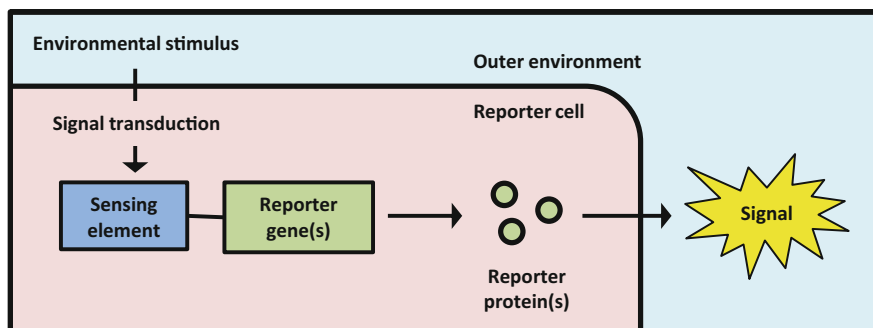 Environmental stimulus
Outer environment
Signal transduction
Reporter cell
Sensing
element
Reporter
gene(s)
Reporter
protein(s)
Signal